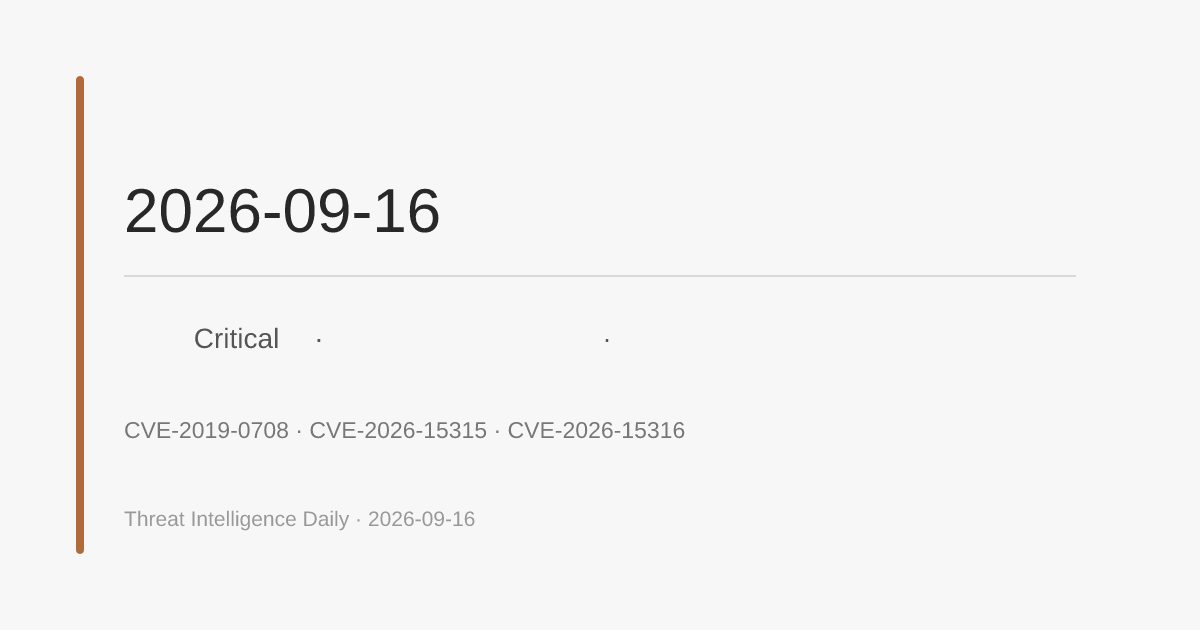 2026-09-16
Critical · ·
CVE-2019-0708 · CVE-2026-15315 · CVE-2026-15316
Threat Intelligence Daily · 2026-09-16